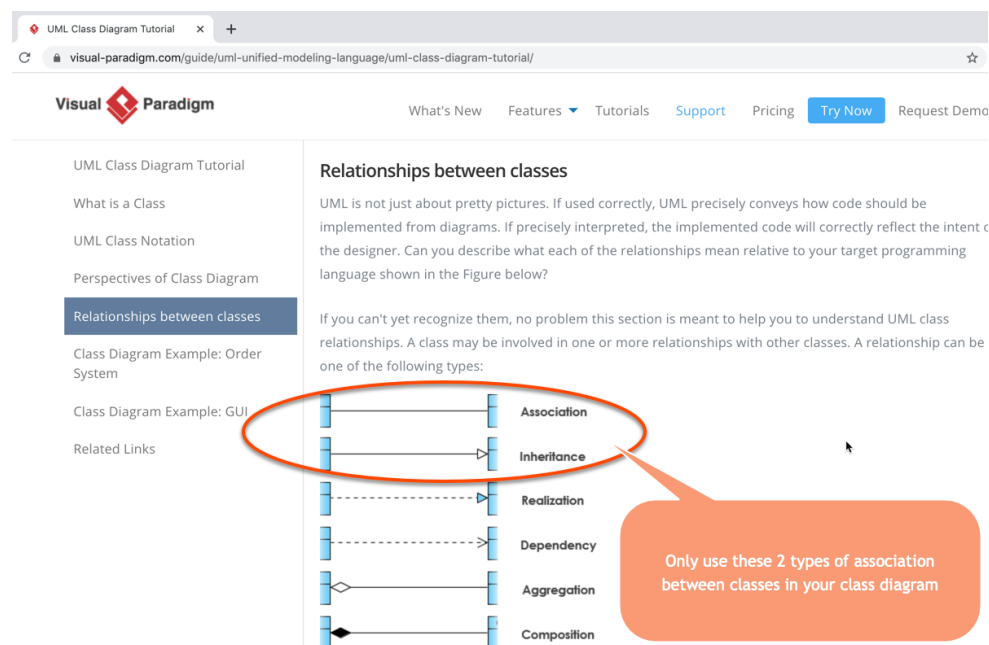 UML Class Diagram Tutorial
visual-paradigm.com/guide/uml-unified-modeling-language/uml-class-diagram-tutorial/
Visual Paradigm
What's New Features Tutorials Support Pricing Try Now Request Demo
UML Class Diagram Tutorial
What is a Class
UML Class Notation
Perspectives of Class Diagram
Relationships between classes
Class Diagram Example: Order
System
Class Diagram Example: GUI
Related Links
Relationships between classes
UML is not just about pretty pictures. If used correctly, UML precisely conveys how code should be
implemented from diagrams. If precisely interpreted, the implemented code will correctly reflect the intent
the designer. Can you describe what each of the relationships mean relative to your target programming
language shown in the Figure below?
If you can't yet recognize them, no problem this section is meant to help you to understand UML class
relationships. A class may be involved in one or more relationships with other classes. A relationship can be
one of the following types:
Association
Inheritance
Realization
Dependency
Aggregation
Composition
Only use these 2 types of association
between classes in your class diagram